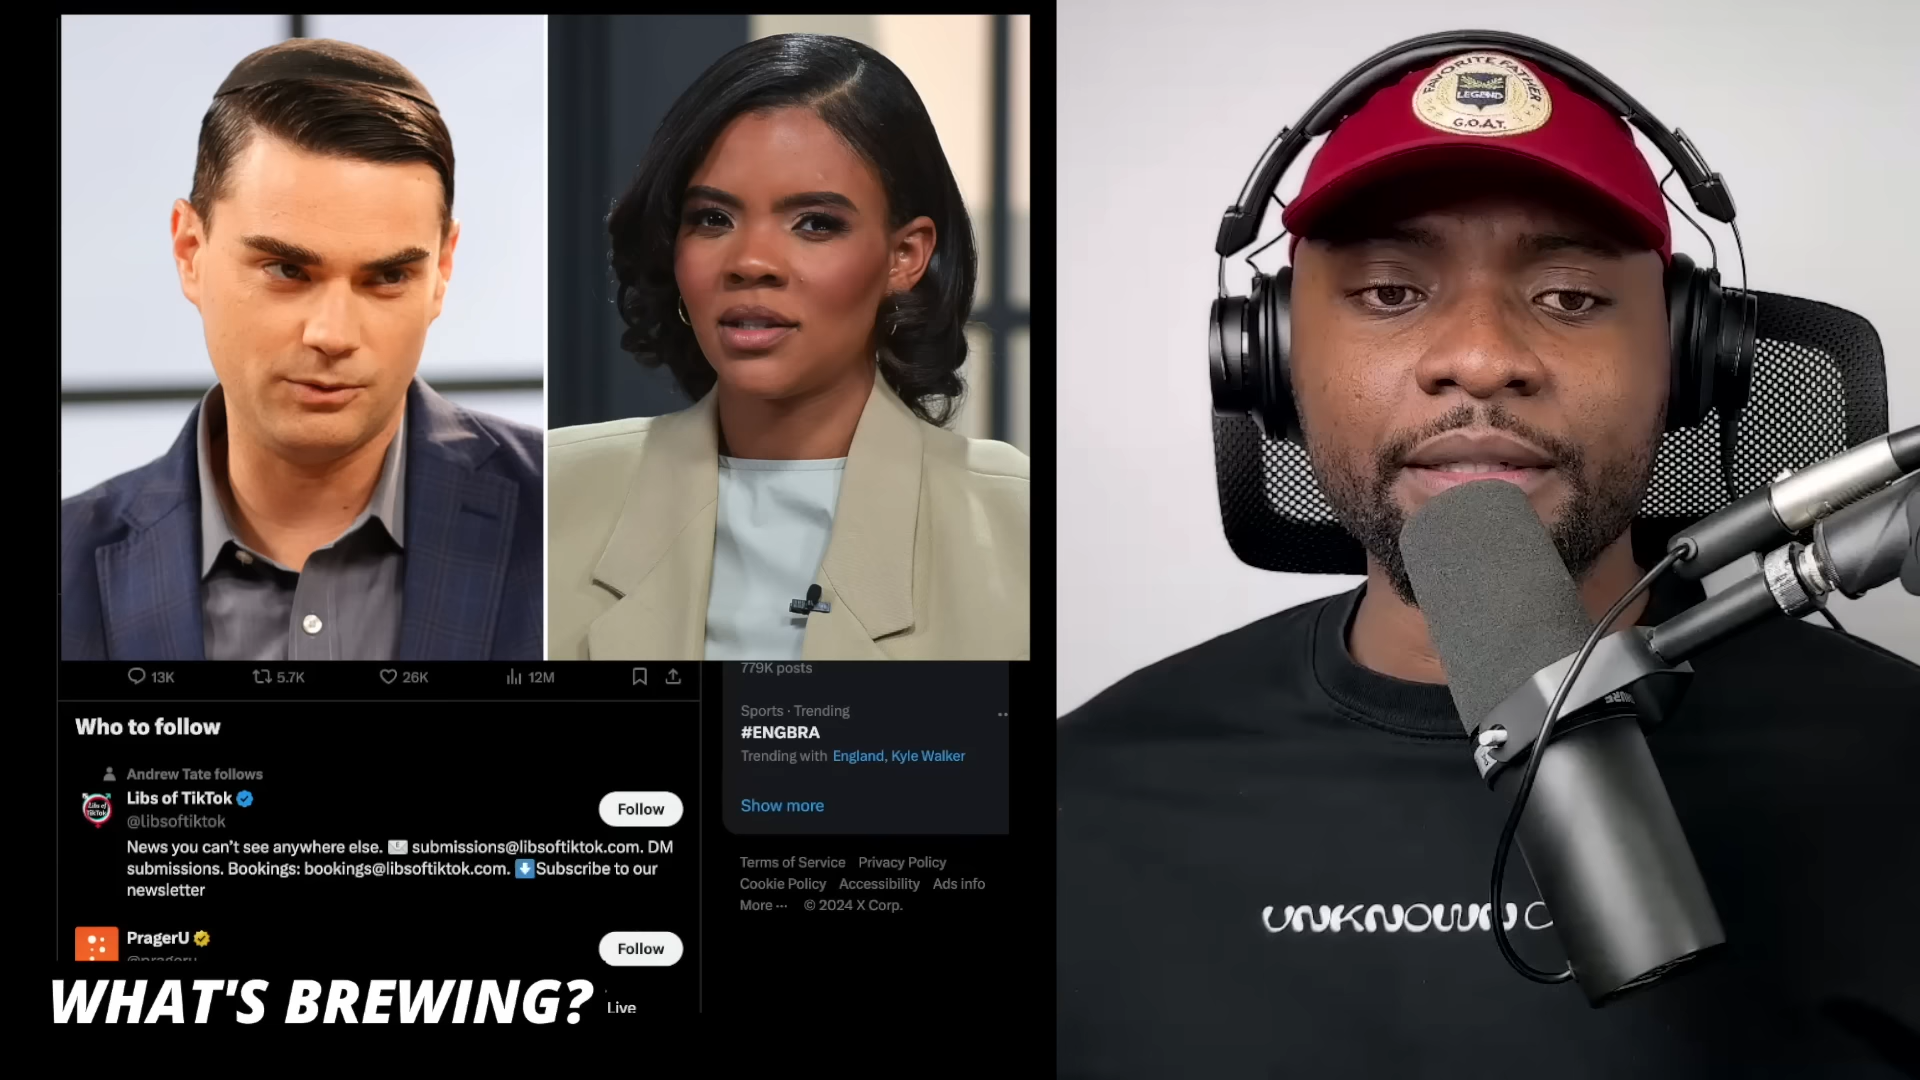 13K 5.7K 26K 12M
Who to follow
Andrew Tate follows
Libs of TikTok
@libsoftiktok
Follow
News you can't see anywhere else. submissions@libsoftiktok.com. DM
submissions. Bookings: bookings@libsoftiktok.com. Subscribe to our
newsletter
PragerU
@prageru
Follow
WHAT'S BREWING?
Live
779K posts
Sports · Trending
#ENGBRA
Trending with England, Kyle Walker
Show more
Terms of Service Privacy Policy
Cookie Policy Accessibility Ads info
More ··· © 2024 X Corp.
FAVORITE FATHER
LEGEND
G.O.A.T.
UNKNOWN
SHURE